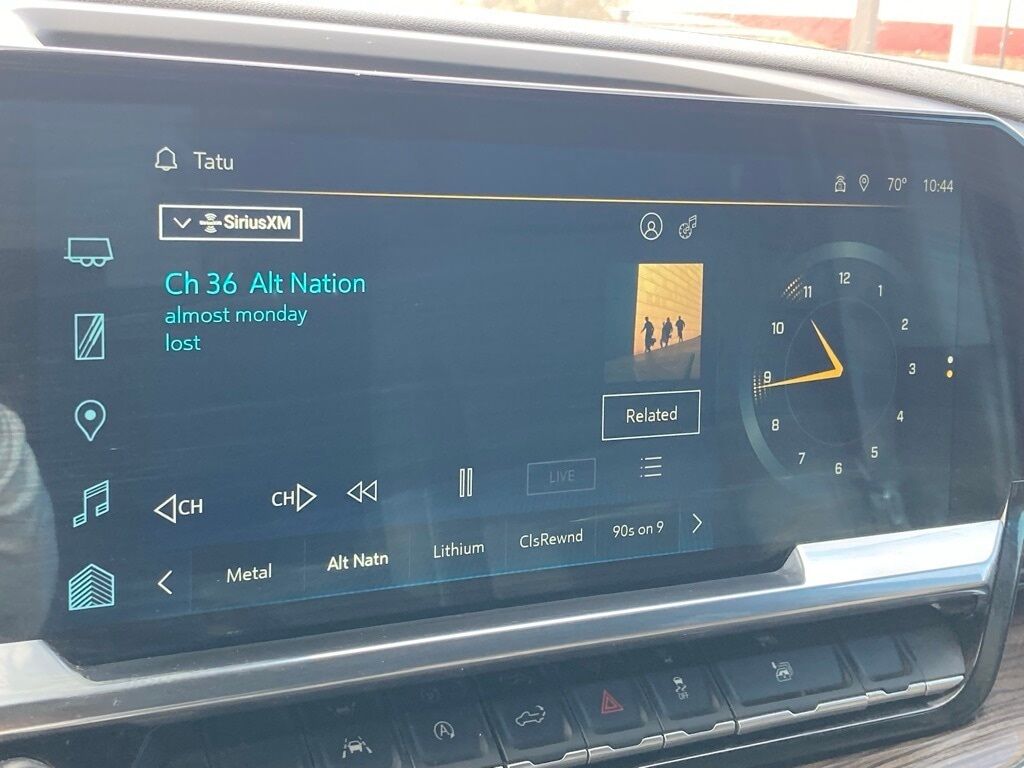 Tatu
70° 10:44
SiriusXM
Ch 36 Alt Nation
almost monday
lost
Related
CH
CH
LIVE
Metal
Alt Natn
Lithium
ClsRewnd
90s on 9
12
1
2
3
4
5
6
7
8
9
10
11
A
OFF